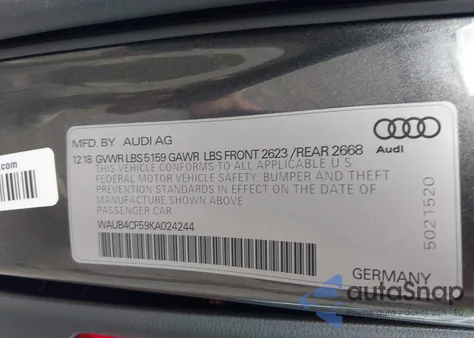 MFD. BY AUDI AG
12.18 GVWR LBS 5159 GAWR LBS FRONT 2623 /REAR 2668
THIS VEHICLE CONFORMS TO ALL APPLICABLE U S
FEDERAL MOTOR VEHICLE SAFETY, BUMPER AND THEFT
PREVENTION STANDARDS IN EFFECT ON THE DATE OF
MANUFACTURE SHOWN ABOVE.
PASSENGER CAR
WAUB4CF59KA024244
Audi
5021520
GERMANY
.com
autoSnap